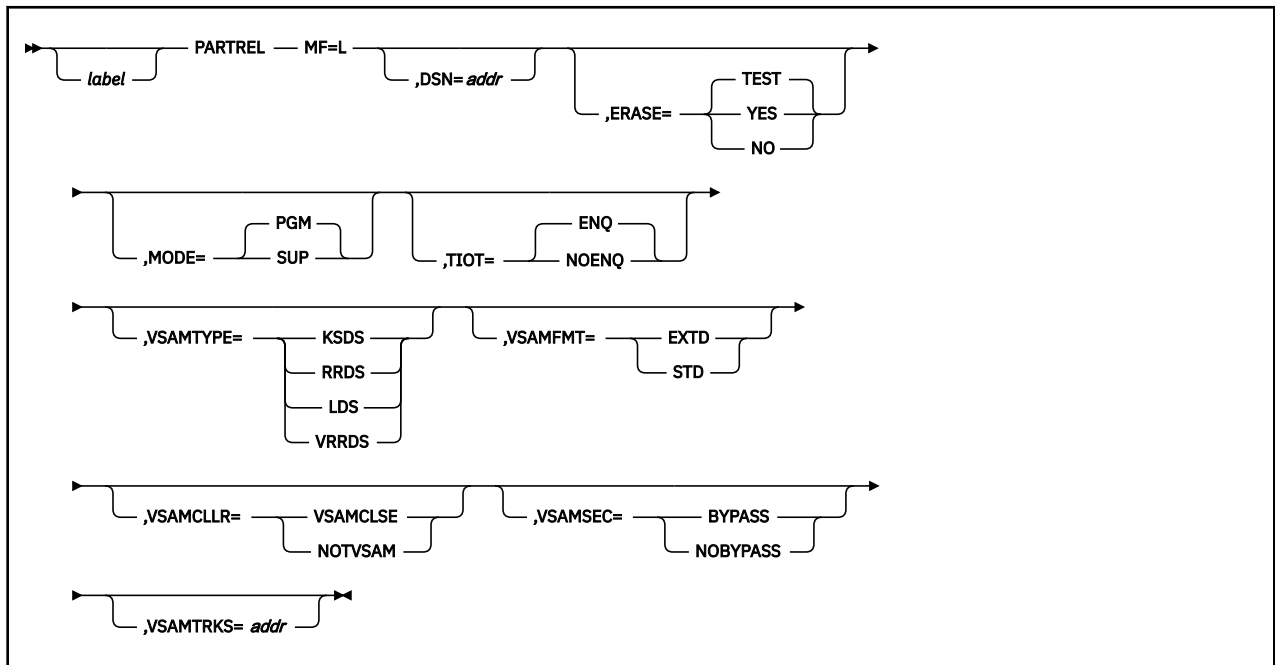 label PARTREL MF=L ,DSN= addr ,ERASE= TEST YES NO
,MODE= PGM SUP ,TIOT= ENQ NOENQ
,VSAMTYPE= KSDS RRDS LDS VRRDS ,VSAMFMT= EXTD STD
,VSAMCLLR= VSAMCLSE NOTVSAM ,VSAMSEC= BYPASS NOBYPASS
,VSAMTRKS= addr